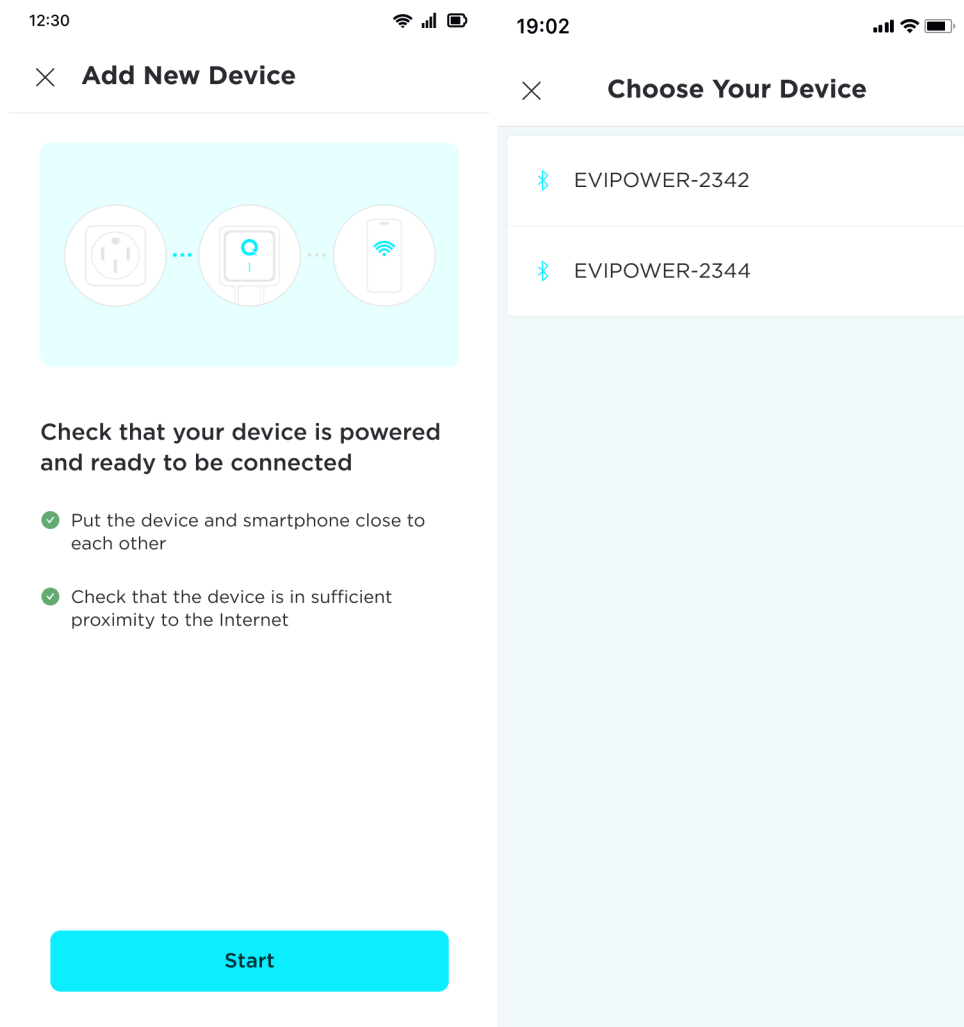 12:30
Add New Device
Q
Check that your device is powered
and ready to be connected
Put the device and smartphone close to
each other
Check that the device is in sufficient
proximity to the Internet
Start
19:02
Choose Your Device
EVIPOWER-2342
EVIPOWER-2344